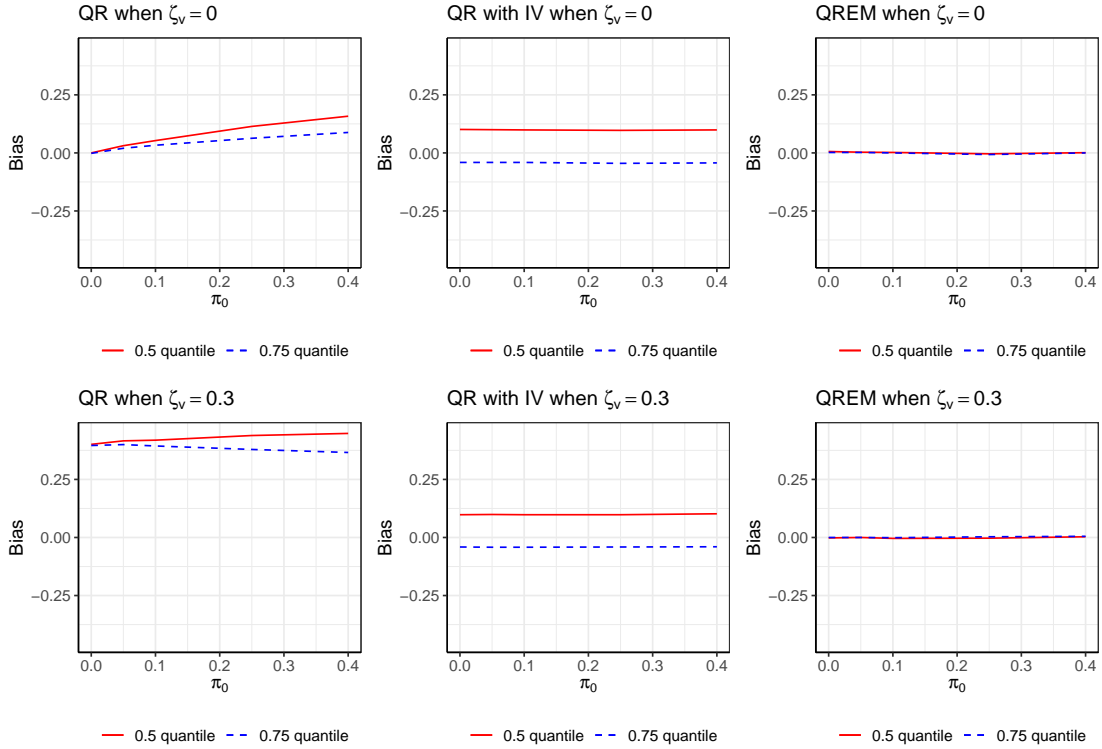 QR when ζᵥ = 0
QR with IV when ζᵥ = 0
QREM when ζᵥ = 0
Bias
0.25
0.00
−0.25
0.0 0.1 0.2 0.3 0.4
π₀
0.5 quantile 0.75 quantile
Bias
0.25
0.00
−0.25
0.0 0.1 0.2 0.3 0.4
π₀
0.5 quantile 0.75 quantile
Bias
0.25
0.00
−0.25
0.0 0.1 0.2 0.3 0.4
π₀
0.5 quantile 0.75 quantile
QR when ζᵥ = 0.3
QR with IV when ζᵥ = 0.3
QREM when ζᵥ = 0.3
Bias
0.25
0.00
−0.25
0.0 0.1 0.2 0.3 0.4
π₀
0.5 quantile 0.75 quantile
Bias
0.25
0.00
−0.25
0.0 0.1 0.2 0.3 0.4
π₀
0.5 quantile 0.75 quantile
Bias
0.25
0.00
−0.25
0.0 0.1 0.2 0.3 0.4
π₀
0.5 quantile 0.75 quantile